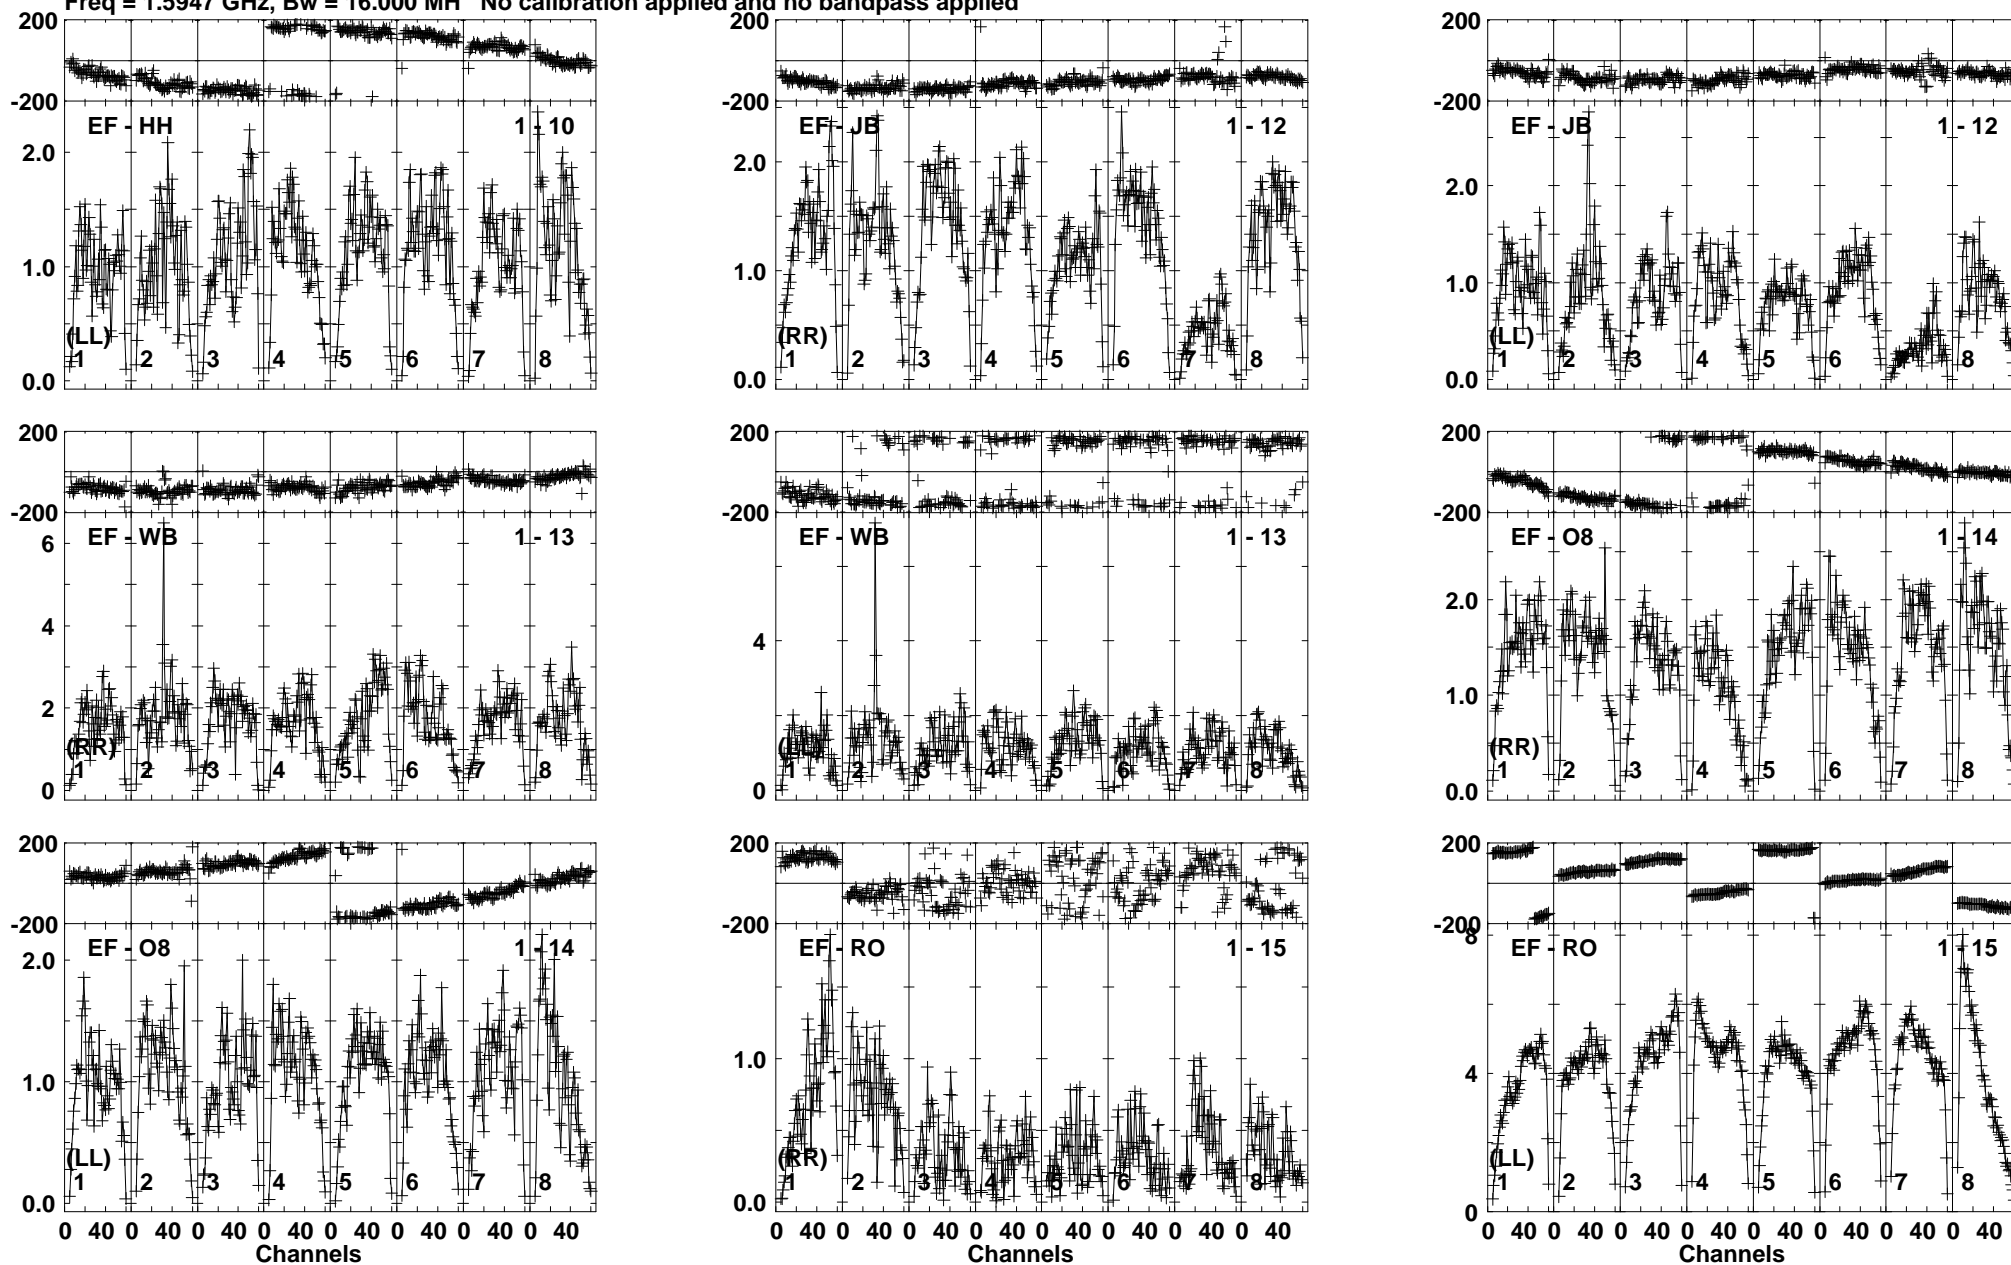 Freq = 1.5947 GHz, Bw = 16.000 MH No calibration applied and no bandpass applied
200
-200
EF - HH 1 - 10
2.0
1.0
0.0
(LL)
1 2 3 4 5 6 7 8
200
-200
EF - JB 1 - 12
2.0
1.0
0.0
(RR)
1 2 3 4 5 6 7 8
200
-200
EF - JB 1 - 12
2.0
1.0
0.0
(LL)
1 2 3 4 5 6 7 8
200
-200
EF - WB 1 - 13
6
4
2
0
(RR)
1 2 3 4 5 6 7 8
200
-200
EF - WB 1 - 13
4
0
(LL)
1 2 3 4 5 6 7 8
200
-200
EF - O8 1 - 14
2.0
1.0
0.0
(RR)
1 2 3 4 5 6 7 8
200
-200
EF - O8 1 - 14
2.0
1.0
0.0
(LL)
1 2 3 4 5 6 7 8
0 40 0 40 0 40 0 40 0 40 0 40 0 40 0 40
Channels
200
-200
EF - RO 1 - 15
1.0
0.0
(RR)
1 2 3 4 5 6 7 8
0 40 0 40 0 40 0 40 0 40 0 40 0 40 0 40
Channels
200
-200
EF - RO 1 - 15
8
4
0
(LL)
1 2 3 4 5 6 7 8
0 40 0 40 0 40 0 40 0 40 0 40 0 40 0 40
Channels